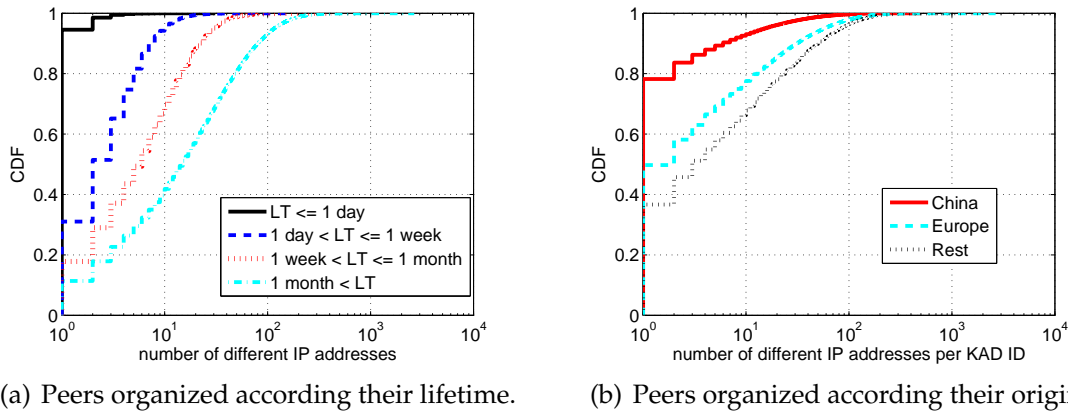 1
0.8
0.6
0.4
0.2
0
CDF
LT <= 1 day
1 day < LT <= 1 week
1 week < LT <= 1 month
1 month < LT
10^0 10^1 10^2 10^3 10^4
number of different IP addresses
(a) Peers organized according their lifetime.
1
0.8
0.6
0.4
0.2
0
CDF
China
Europe
Rest
10^0 10^1 10^2 10^3 10^4
number of different IP addresses per KAD ID
(b) Peers organized according their origi